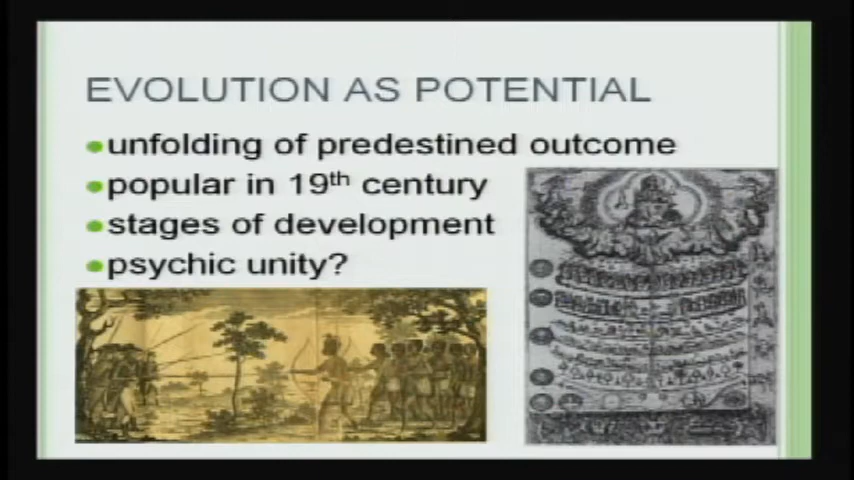 EVOLUTION AS POTENTIAL
unfolding of predestined outcome
popular in 19th century
stages of development
psychic unity?